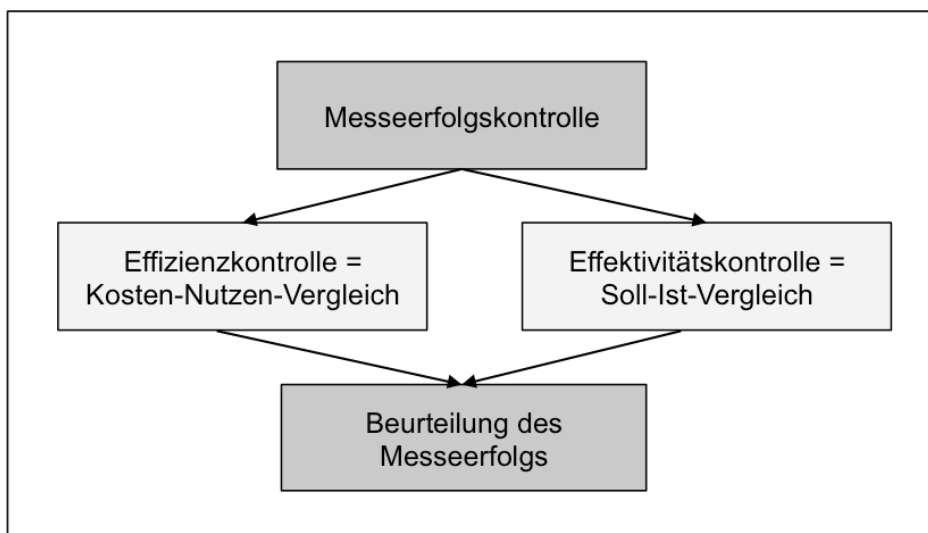 Messeerfolgskontrolle
Effizienzkontrolle =
Kosten-Nutzen-Vergleich
Effektivitätskontrolle =
Soll-Ist-Vergleich
Beurteilung des
Messeerfolgs